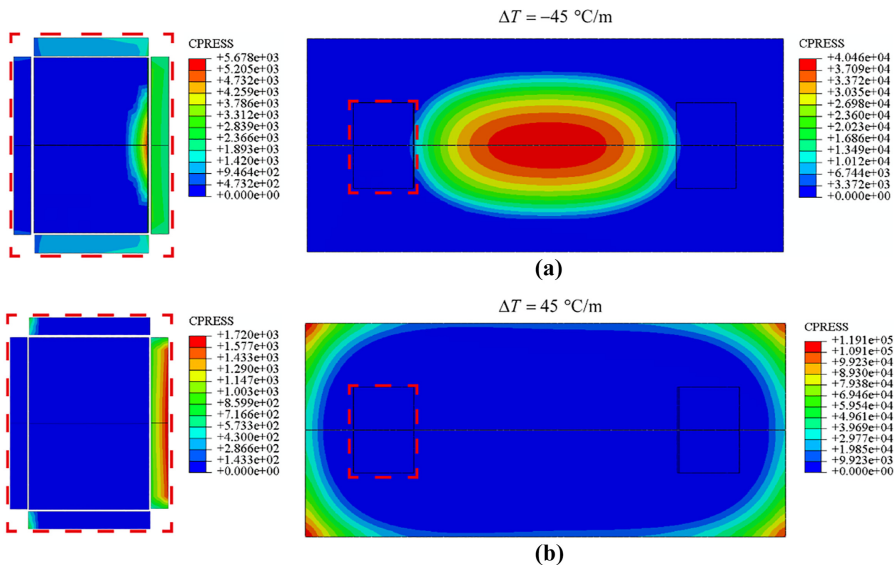 ΔT = −45 °C/m
CPRESS
+5.678e+03
+5.205e+03
+4.732e+03
+4.259e+03
+3.786e+03
+3.312e+03
+2.839e+03
+2.366e+03
+1.893e+03
+1.420e+03
+9.464e+02
+4.732e+02
+0.000e+00
CPRESS
+4.046e+04
+3.709e+04
+3.372e+04
+3.035e+04
+2.698e+04
+2.360e+04
+2.023e+04
+1.686e+04
+1.349e+04
+1.012e+04
+6.744e+03
+3.372e+03
+0.000e+00
(a)
ΔT = 45 °C/m
CPRESS
+1.720e+03
+1.577e+03
+1.433e+03
+1.290e+03
+1.147e+03
+1.003e+03
+8.599e+02
+7.166e+02
+5.733e+02
+4.300e+02
+2.866e+02
+1.433e+02
+0.000e+00
CPRESS
+1.191e+05
+1.091e+05
+9.923e+04
+8.930e+04
+7.938e+04
+6.946e+04
+5.954e+04
+4.961e+04
+3.969e+04
+2.977e+04
+1.985e+04
+9.923e+03
+0.000e+00
(b)